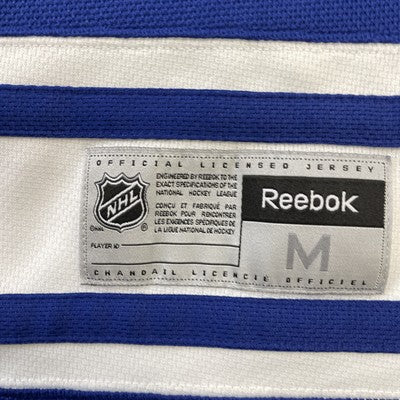 OFFICIAL LICENSED JERSEY
NHL
®
©NHL
ENGINEERED BY REEBOK TO THE
EXACT SPECIFICATIONS OF THE
NATIONAL HOCKEY LEAGUE
CONÇU ET FABRIQUÉ PAR
REEBOK POUR RENCONTRER
LES EXIGENCES SPÉCIFIQUES DE
LA LIGUE NATIONALE DE HOCKEY
PLAYER ID
Reebok
M
CHANDAIL LICENCIÉ OFFICIEL